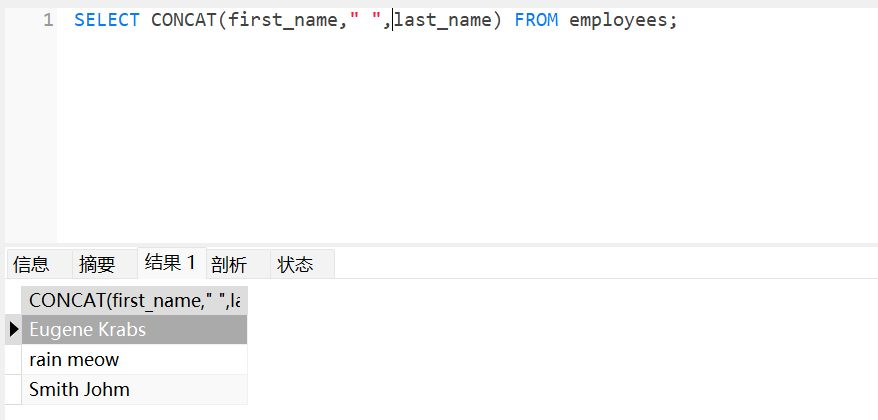 1 SELECT CONCAT(first_name," ",last_name) FROM employees;
信息 摘要 结果 1 剖析 状态
CONCAT(first_name," ",la
Eugene Krabs
rain meow
Smith Johm